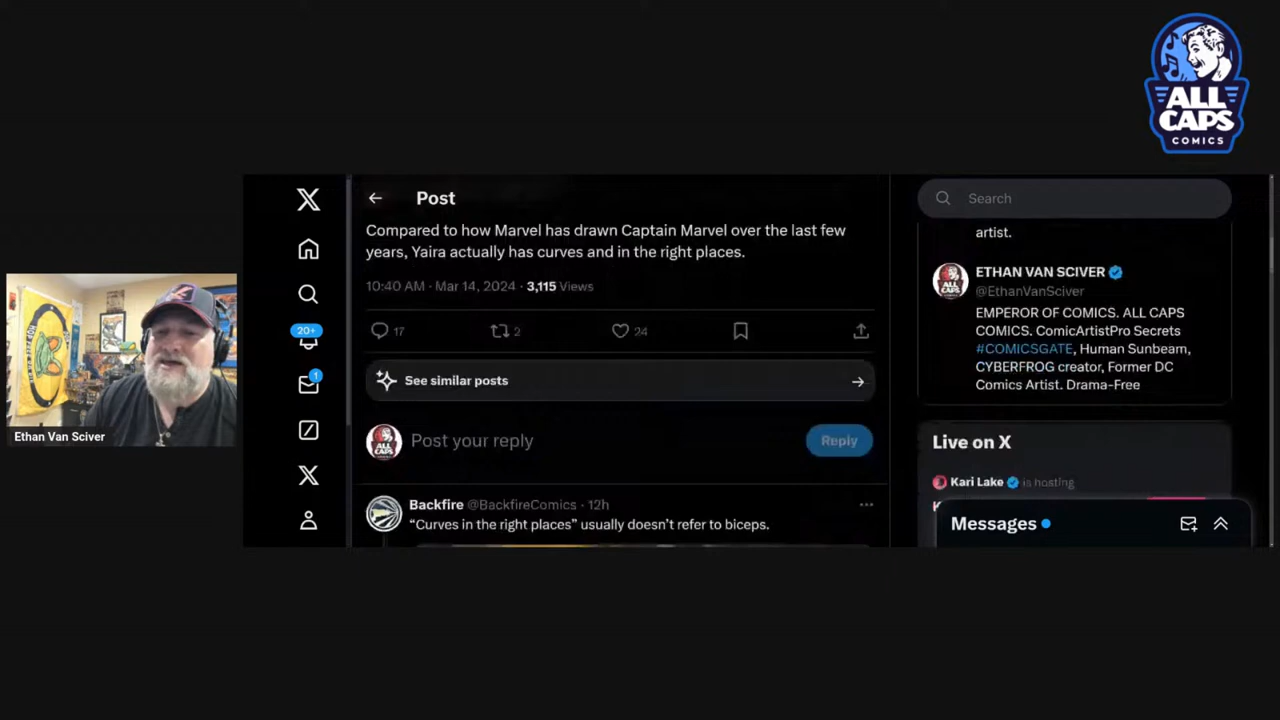 ALL
CAPS
COMICS
Post
Search
Compared to how Marvel has drawn Captain Marvel over the last few
years, Yaira actually has curves and in the right places.
10:40 AM · Mar 14, 2024 · 3,115 Views
17
2
24
See similar posts
Post your reply
Reply
Backfire @BackfireComics · 12h
“Curves in the right places” usually doesn’t refer to biceps.
20+
1
artist.
ETHAN VAN SCIVER
@EthanVanSciver
EMPEROR OF COMICS. ALL CAPS
COMICS. ComicArtistPro Secrets
#COMICSGATE, Human Sunbeam,
CYBERFROG creator, Former DC
Comics Artist. Drama-Free
Live on X
Kari Lake is hosting
Messages
Ethan Van Sciver